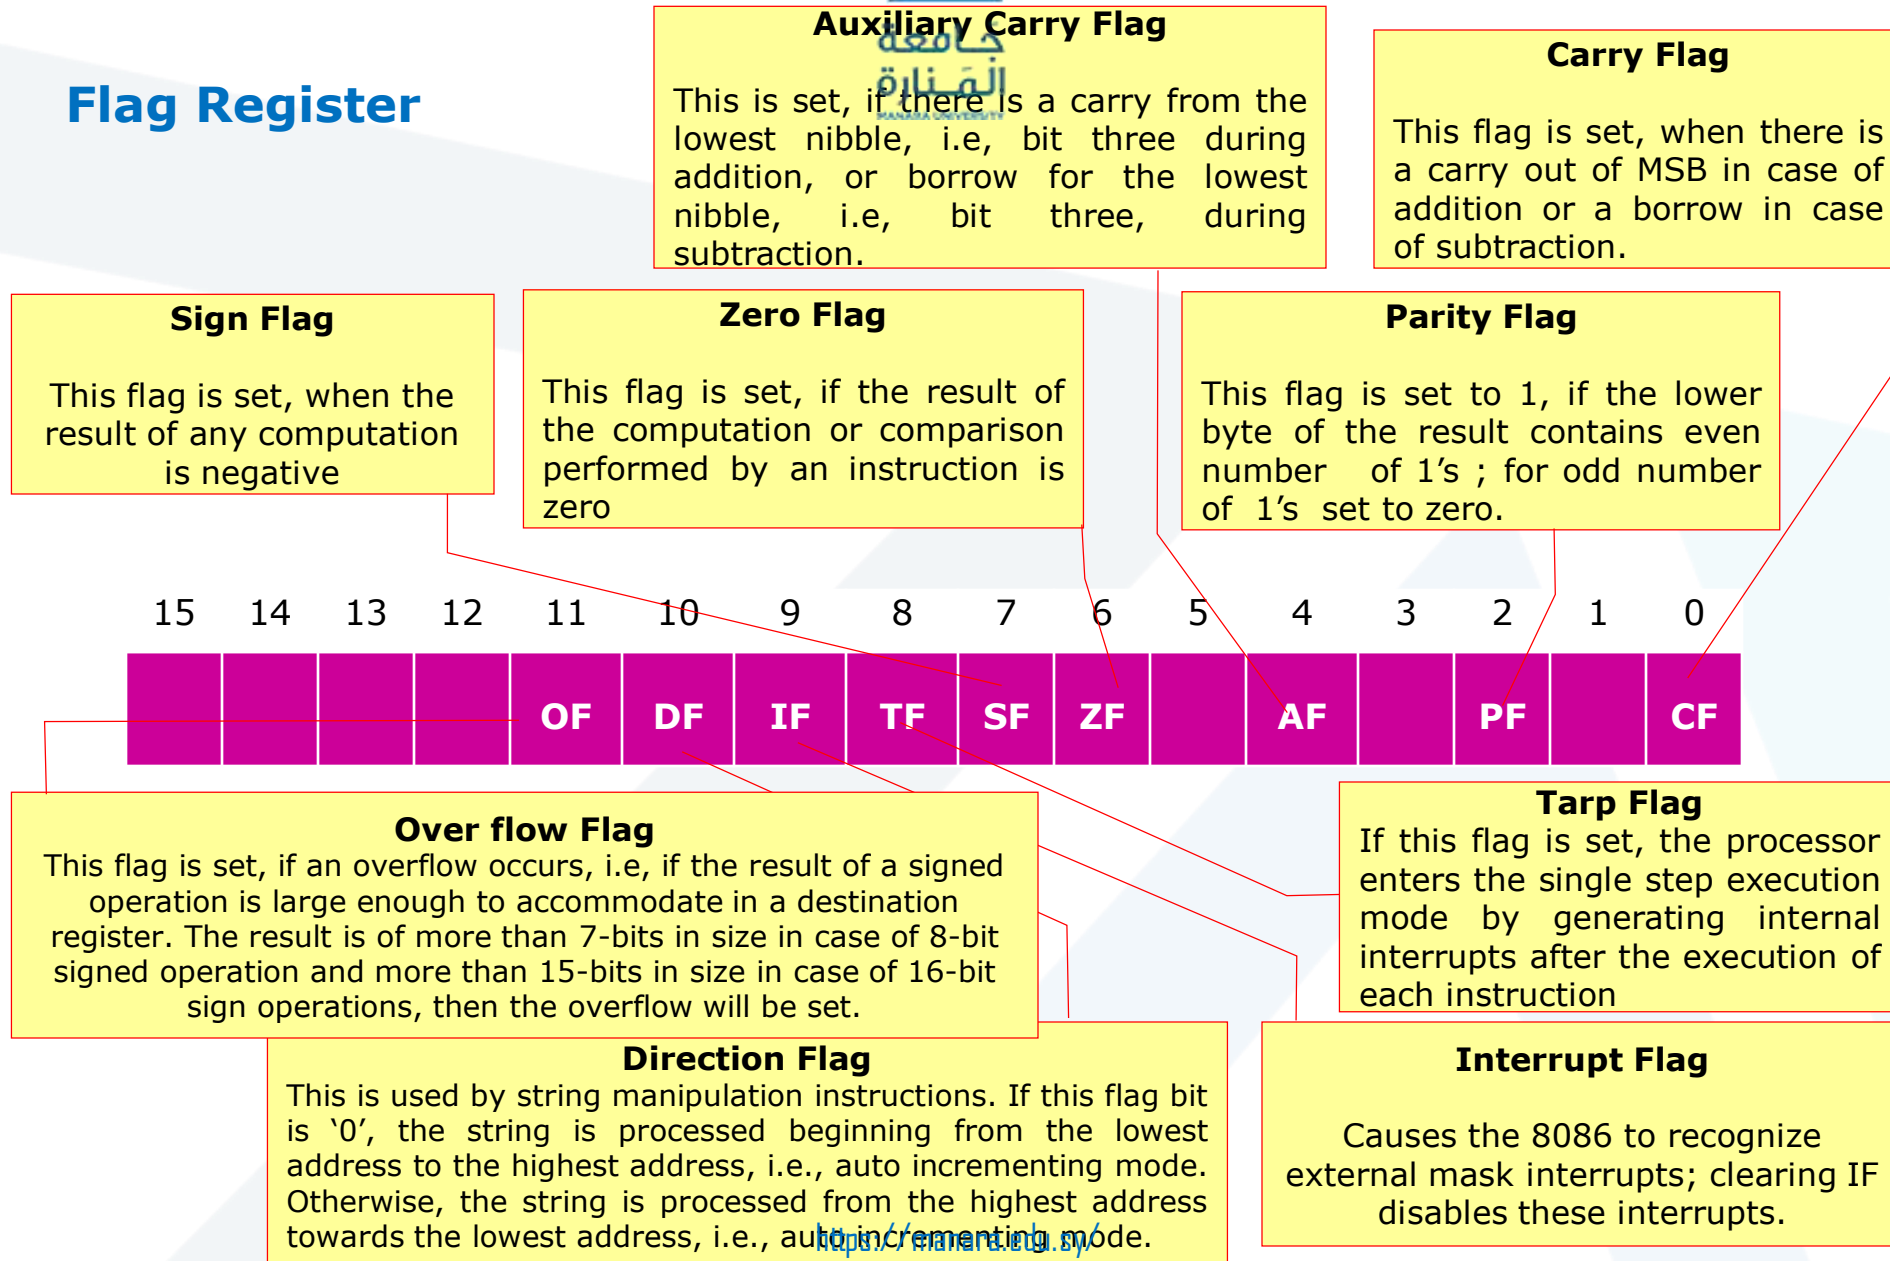 Flag Register
جامعة
المنارة
MANARA UNIVERSITY
Auxiliary Carry Flag
This is set, if there is a carry from the
lowest nibble, i.e, bit three during
addition, or borrow for the lowest
nibble, i.e, bit three, during
subtraction.
Carry Flag
This flag is set, when there is
a carry out of MSB in case of
addition or a borrow in case
of subtraction.
Sign Flag
This flag is set, when the
result of any computation
is negative
Zero Flag
This flag is set, if the result of
the computation or comparison
performed by an instruction is
zero
Parity Flag
This flag is set to 1, if the lower
byte of the result contains even
number of 1’s ; for odd number
of 1’s set to zero.
15 14 13 12 11 10 9 8 7 6 5 4 3 2 1 0
OF DF IF TF SF ZF AF PF CF
Over flow Flag
This flag is set, if an overflow occurs, i.e, if the result of a signed
operation is large enough to accommodate in a destination
register. The result is of more than 7-bits in size in case of 8-bit
signed operation and more than 15-bits in size in case of 16-bit
sign operations, then the overflow will be set.
Tarp Flag
If this flag is set, the processor
enters the single step execution
mode by generating internal
interrupts after the execution of
each instruction
Direction Flag
This is used by string manipulation instructions. If this flag bit
is ‘0’, the string is processed beginning from the lowest
address to the highest address, i.e., auto incrementing mode.
Otherwise, the string is processed from the highest address
towards the lowest address, i.e., auto incrementing mode.
Interrupt Flag
Causes the 8086 to recognize
external mask interrupts; clearing IF
disables these interrupts.
https://manara.edu.sy/